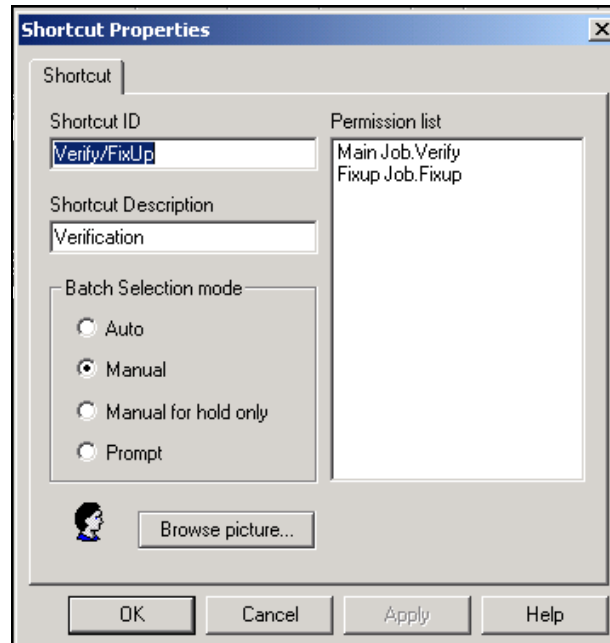 Shortcut Properties
Shortcut
Shortcut ID
Verify/FixUp
Shortcut Description
Verification
Batch Selection mode
Auto
Manual
Manual for hold only
Prompt
Browse picture...
Permission list
Main Job.Verify
Fixup Job.Fixup
OK
Cancel
Apply
Help